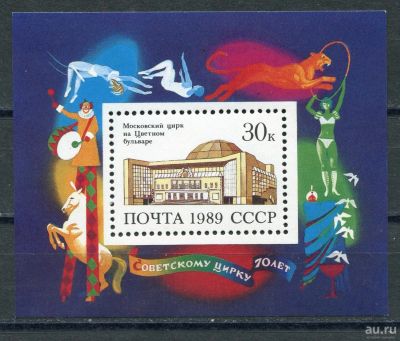 Московский цирк
на Цветном
бульваре
30к
ПОЧТА 1989 СССР
СОВЕТСКОМУ ЦИРКУ 70 ЛЕТ
au.ru